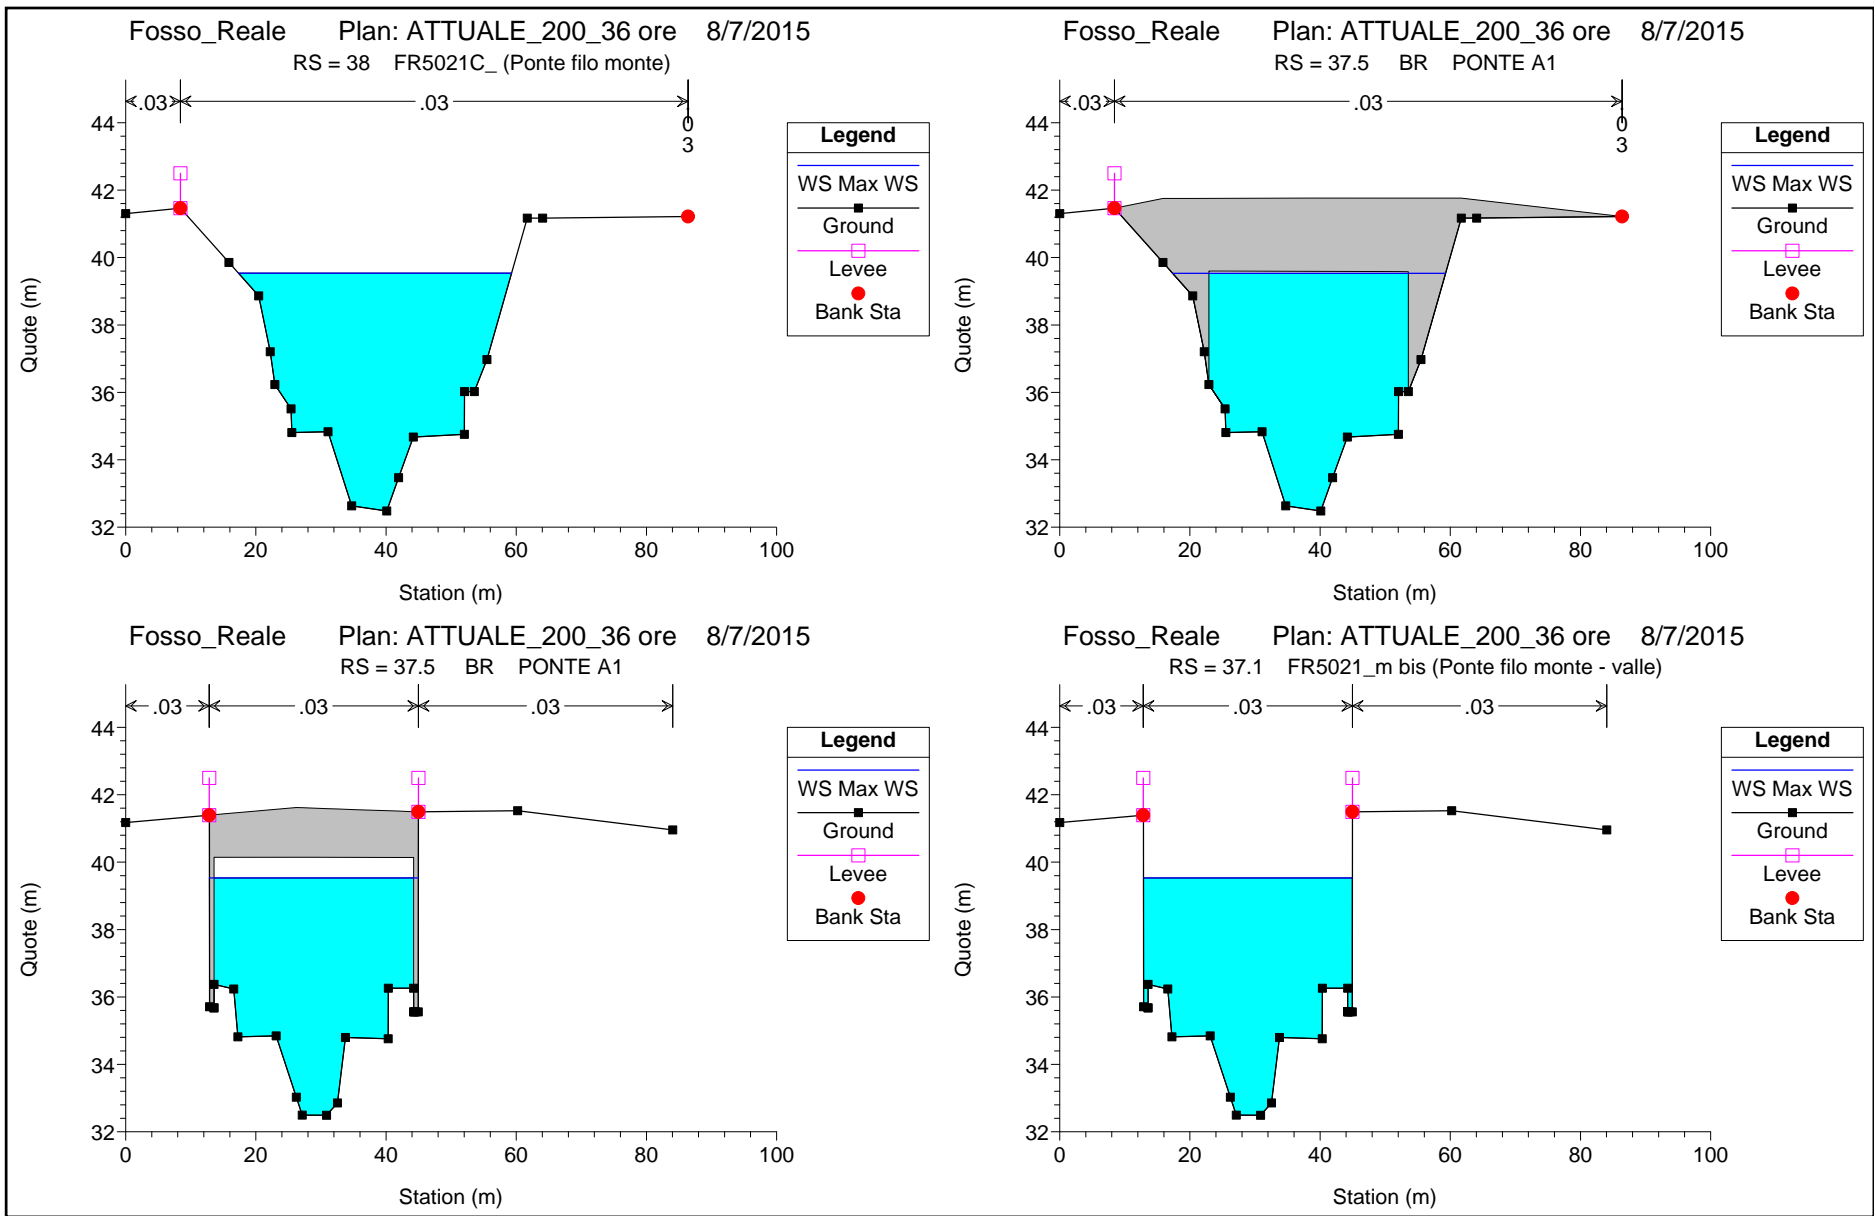 Fosso_Reale Plan: ATTUALE_200_36 ore 8/7/2015
RS = 38 FR5021C_ (Ponte filo monte)
.03 .03 .03
44
42
40
38
36
34
32
0 20 40 60 80 100
Quote (m)
Station (m)
Legend
WS Max WS
Ground
Levee
Bank Sta
Fosso_Reale Plan: ATTUALE_200_36 ore 8/7/2015
RS = 37.5 BR PONTE A1
.03 .03 .03
44
42
40
38
36
34
32
0 20 40 60 80 100
Quote (m)
Station (m)
Legend
WS Max WS
Ground
Levee
Bank Sta
Fosso_Reale Plan: ATTUALE_200_36 ore 8/7/2015
RS = 37.5 BR PONTE A1
.03 .03 .03
44
42
40
38
36
34
32
0 20 40 60 80 100
Quote (m)
Station (m)
Legend
WS Max WS
Ground
Levee
Bank Sta
Fosso_Reale Plan: ATTUALE_200_36 ore 8/7/2015
RS = 37.1 FR5021_m bis (Ponte filo monte - valle)
.03 .03 .03
44
42
40
38
36
34
32
0 20 40 60 80 100
Quote (m)
Station (m)
Legend
WS Max WS
Ground
Levee
Bank Sta